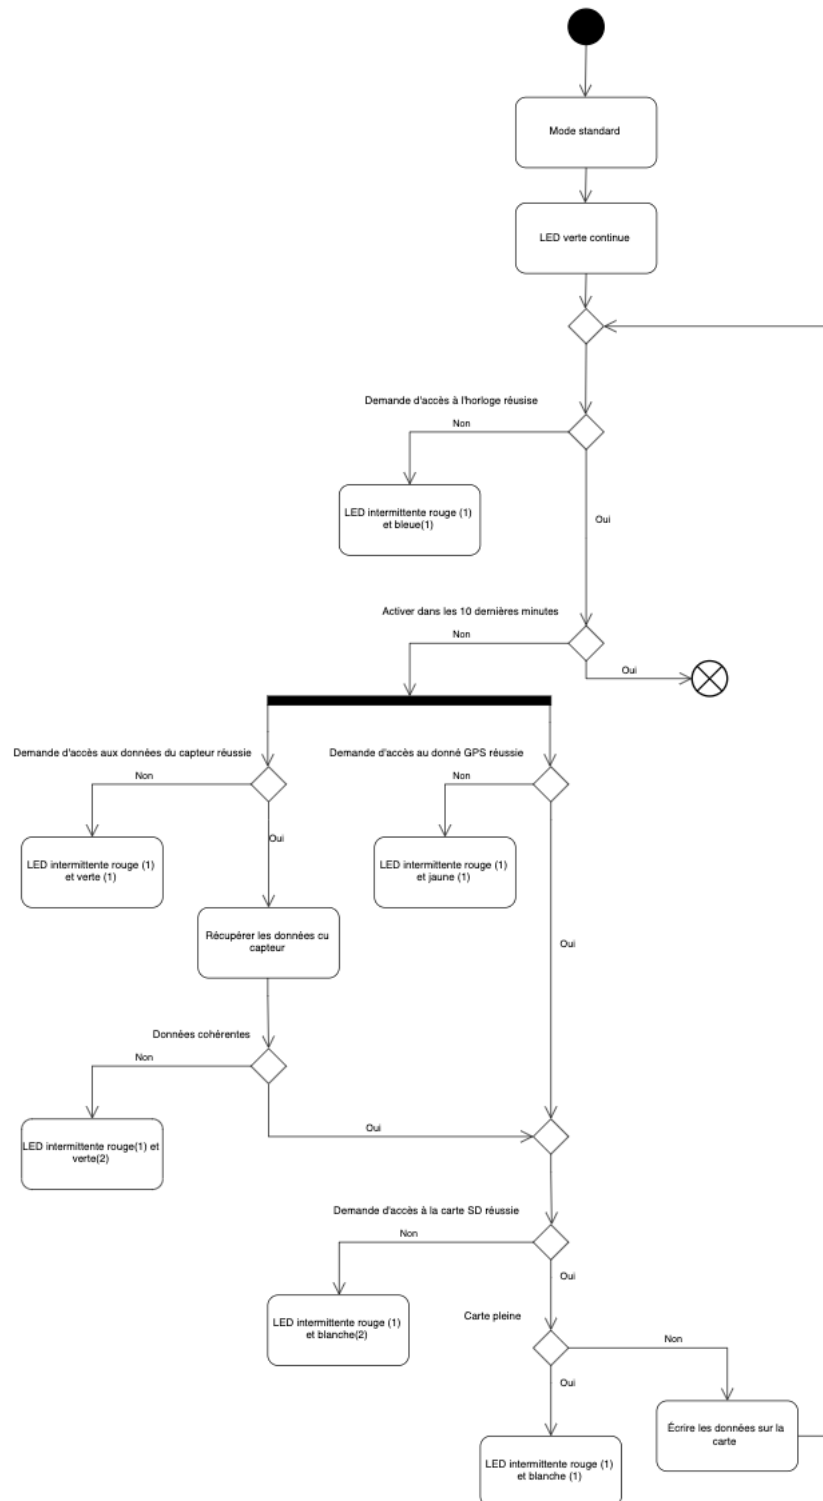 Mode standard
LED verte continue
Demande d'accès à l'horloge réusise
Non
LED intermittente rouge (1)
et bleue(1)
Oui
Activer dans les 10 dernières minutes
Non
Oui
Demande d'accès aux données du capteur réussie
Demande d'accès au donné GPS réussie
Non
Non
LED intermittente rouge (1)
et verte (1)
Oui
LED intermittente rouge (1)
et jaune (1)
Récupérer les données cu
capteur
Oui
Données cohérentes
Non
LED intermittente rouge(1) et
verte(2)
Oui
Demande d'accès à la carte SD réussie
Non
Oui
LED intermittente rouge (1)
et blanche(2)
Carte pleine
Non
Oui
Écrire les données sur la
carte
LED intermittente rouge (1)
et blanche (1)